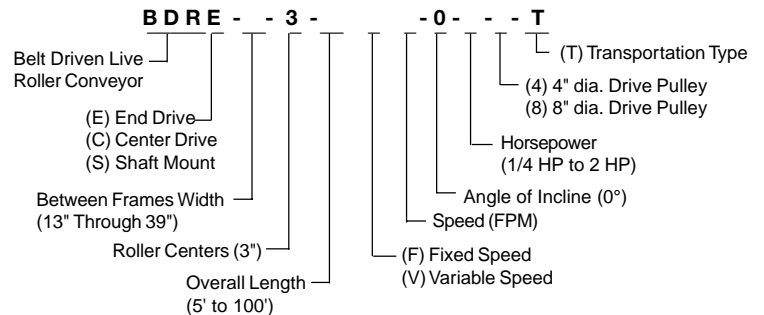 B D R E - - 3 - - 0 - - - T
Belt Driven Live
Roller Conveyor
(E) End Drive
(C) Center Drive
(S) Shaft Mount
Between Frames Width
(13" Through 39")
Roller Centers (3")
Overall Length
(5' to 100')
(T) Transportation Type
(4) 4" dia. Drive Pulley
(8) 8" dia. Drive Pulley
Horsepower
(1/4 HP to 2 HP)
Angle of Incline (0°)
Speed (FPM)
(F) Fixed Speed
(V) Variable Speed